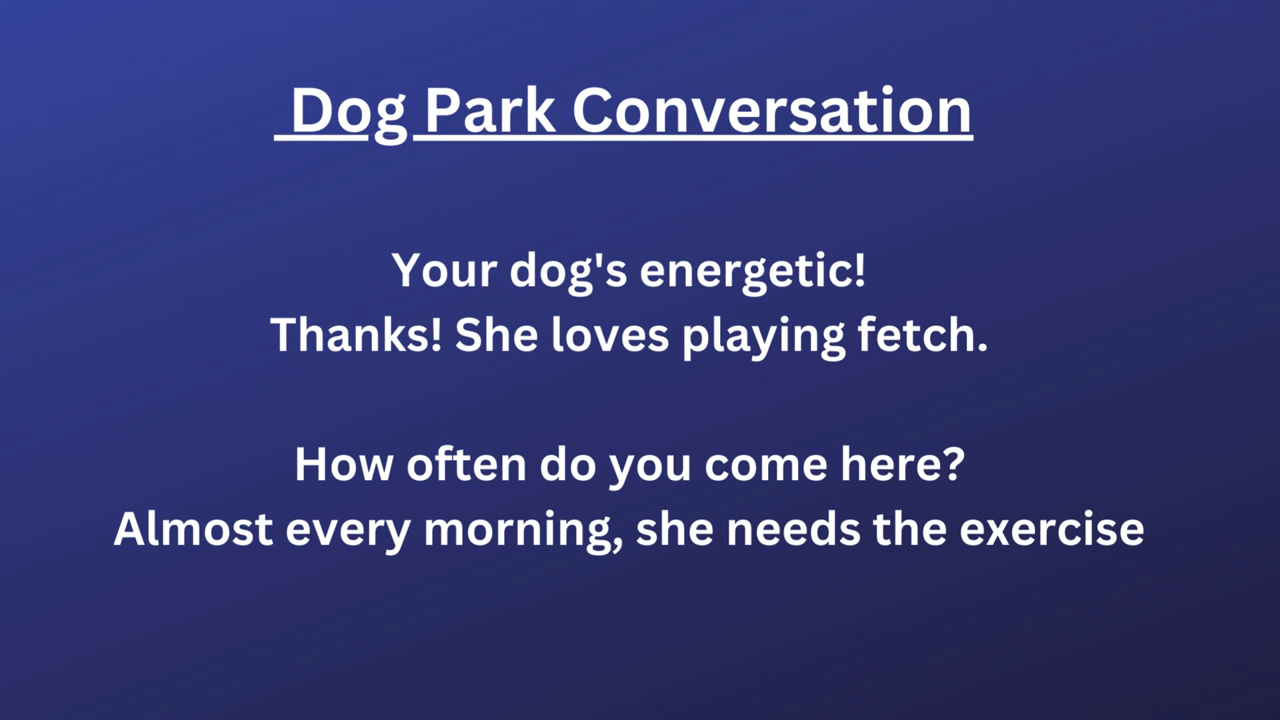 Dog Park Conversation
Your dog's energetic!
Thanks! She loves playing fetch.
How often do you come here?
Almost every morning, she needs the exercise